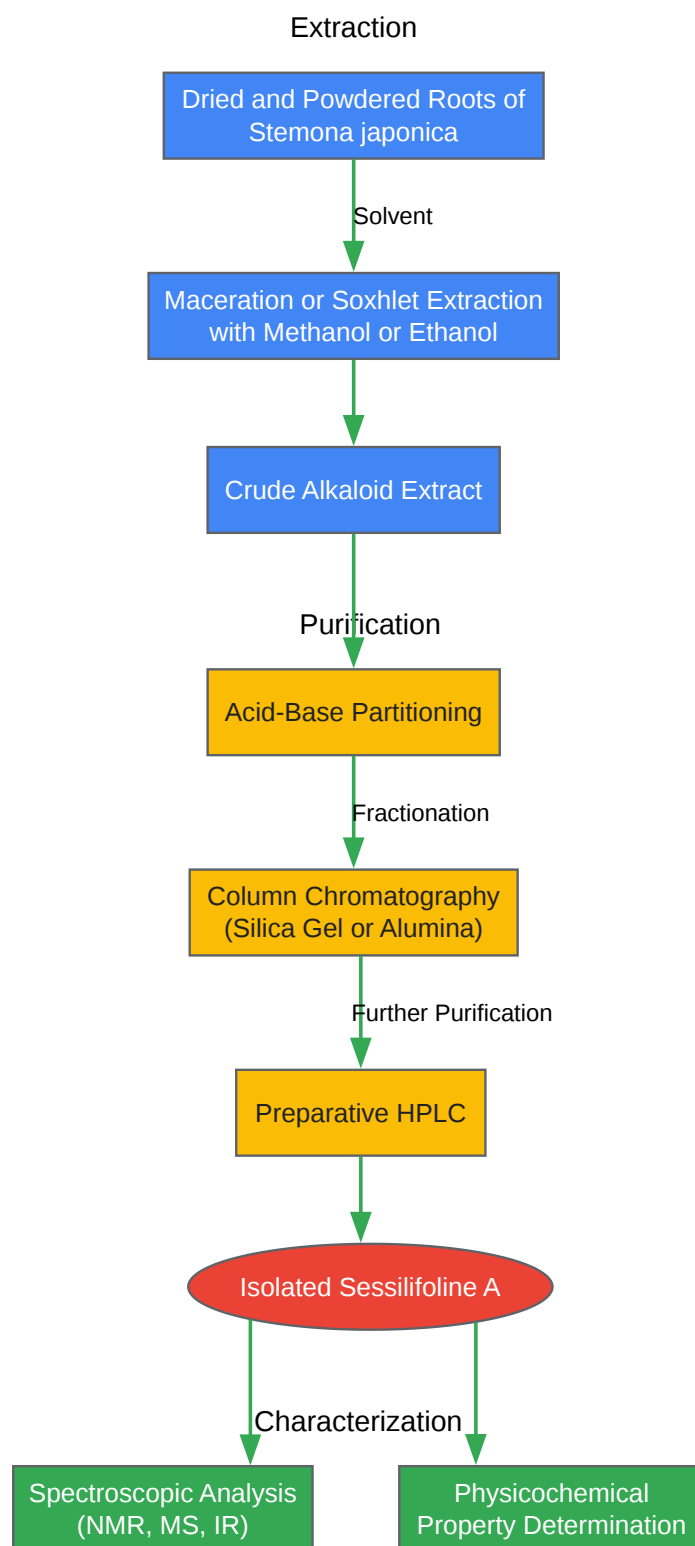 Extraction
Dried and Powdered Roots of
Stemona japonica
Solvent
Maceration or Soxhlet Extraction
with Methanol or Ethanol
Crude Alkaloid Extract
Purification
Acid-Base Partitioning
Fractionation
Column Chromatography
(Silica Gel or Alumina)
Further Purification
Preparative HPLC
Isolated Sessilifoline A
Characterization
Spectroscopic Analysis
(NMR, MS, IR)
Physicochemical
Property Determination